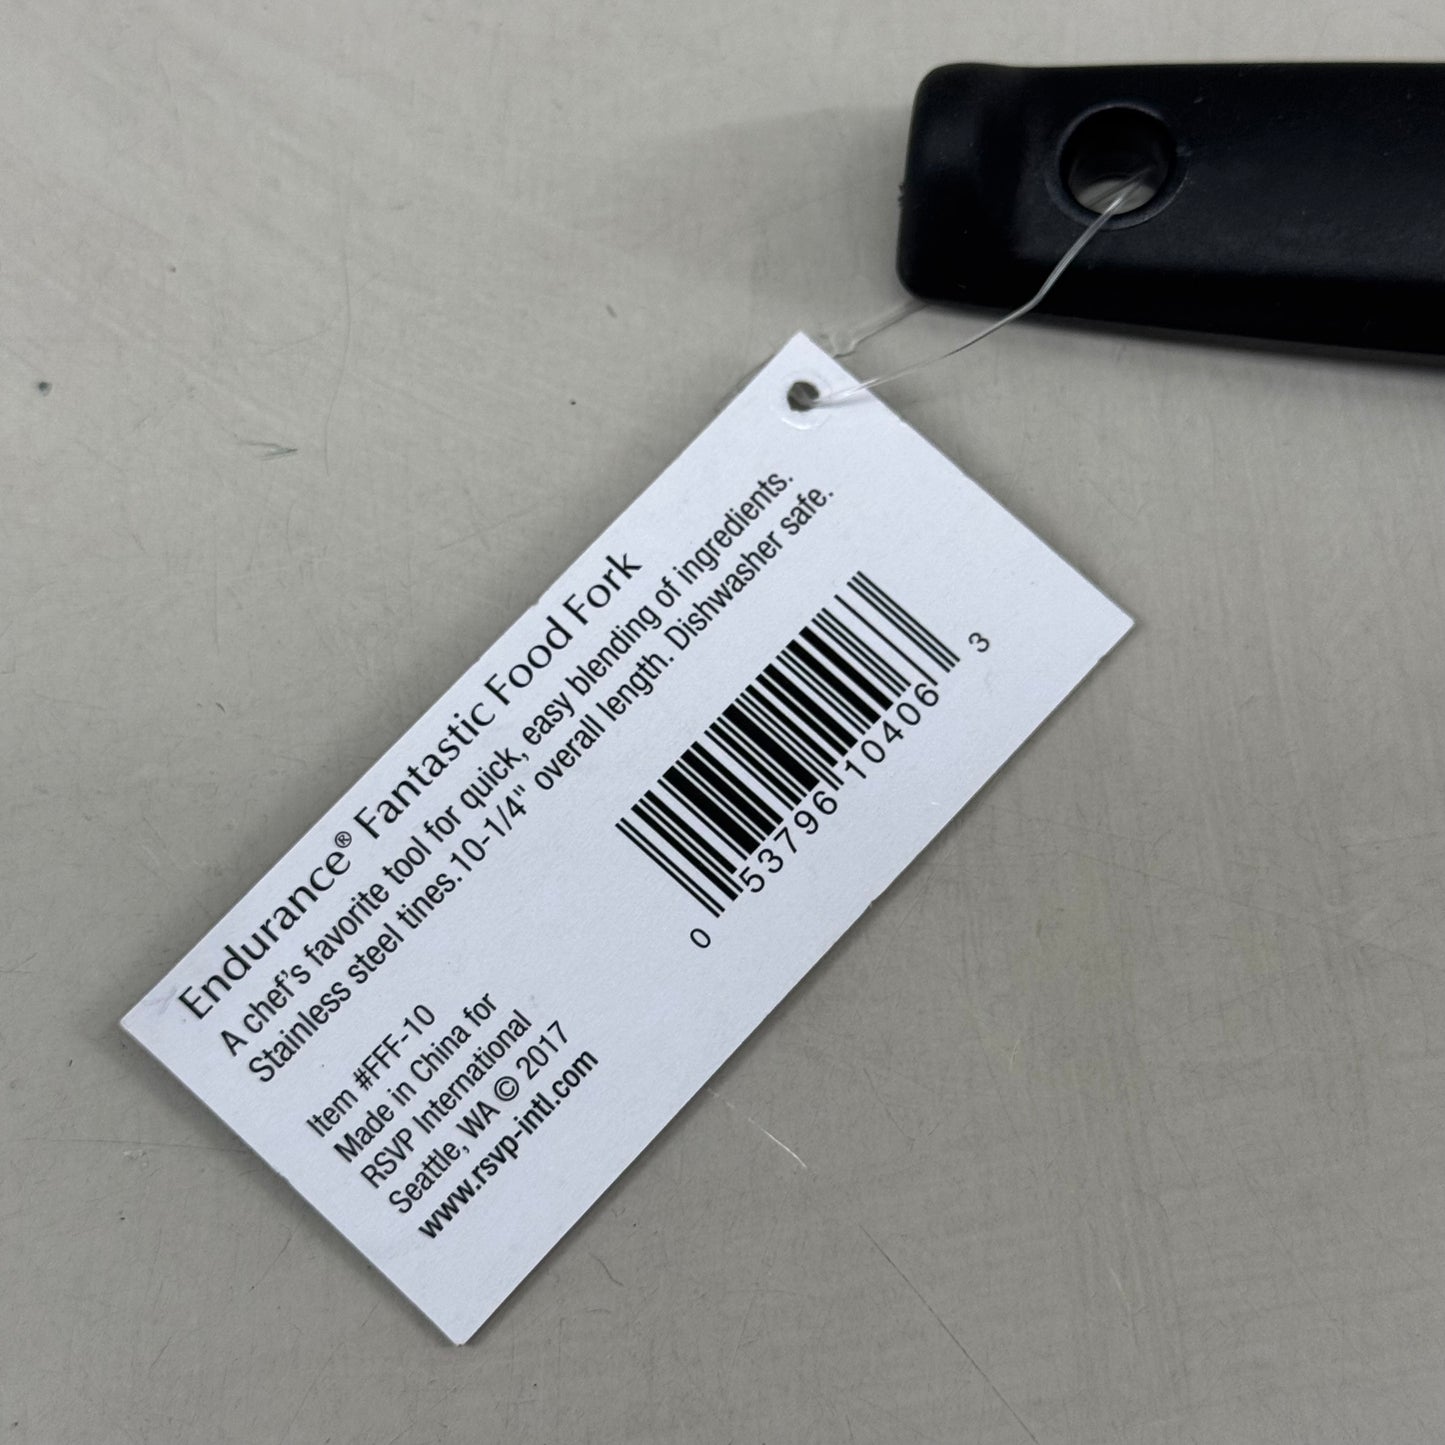 Endurance® Fantastic Food Fork
A chef's favorite tool for quick, easy blending of ingredients.
Stainless steel tines. 10-1/4" overall length. Dishwasher safe.
Item #FFF-10
Made in China for
RSVP International
Seattle, WA © 2017
www.rsvp-intl.com
0 53796 10406 3